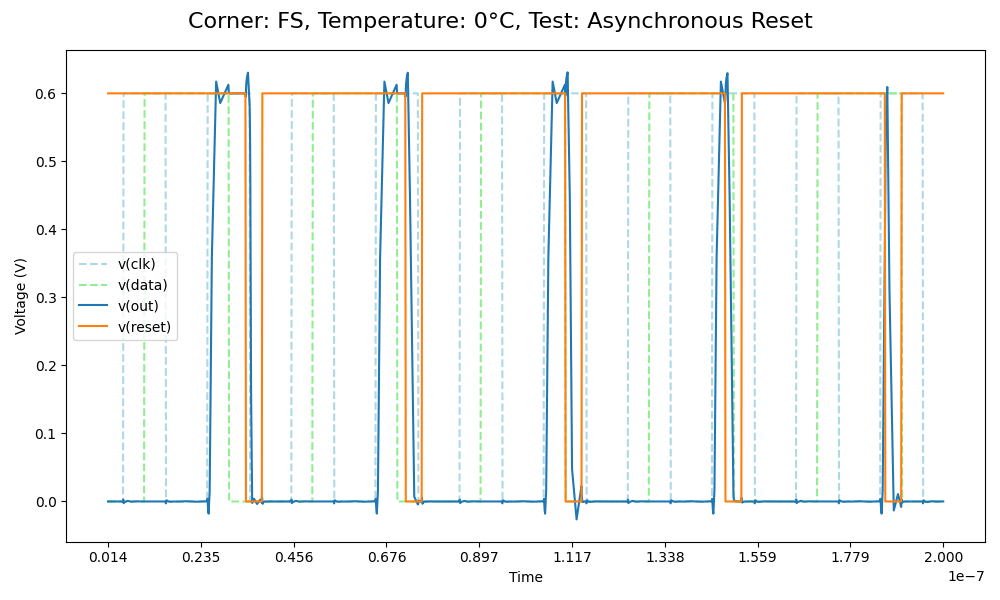 Corner: FS, Temperature: 0°C, Test: Asynchronous Reset
0.6
0.5
0.4
0.3
0.2
0.1
0.0
Voltage (V)
v(clk)
v(data)
v(out)
v(reset)
0.014 0.235 0.456 0.676 0.897 1.117 1.338 1.559 1.779 2.000
Time
1e−7